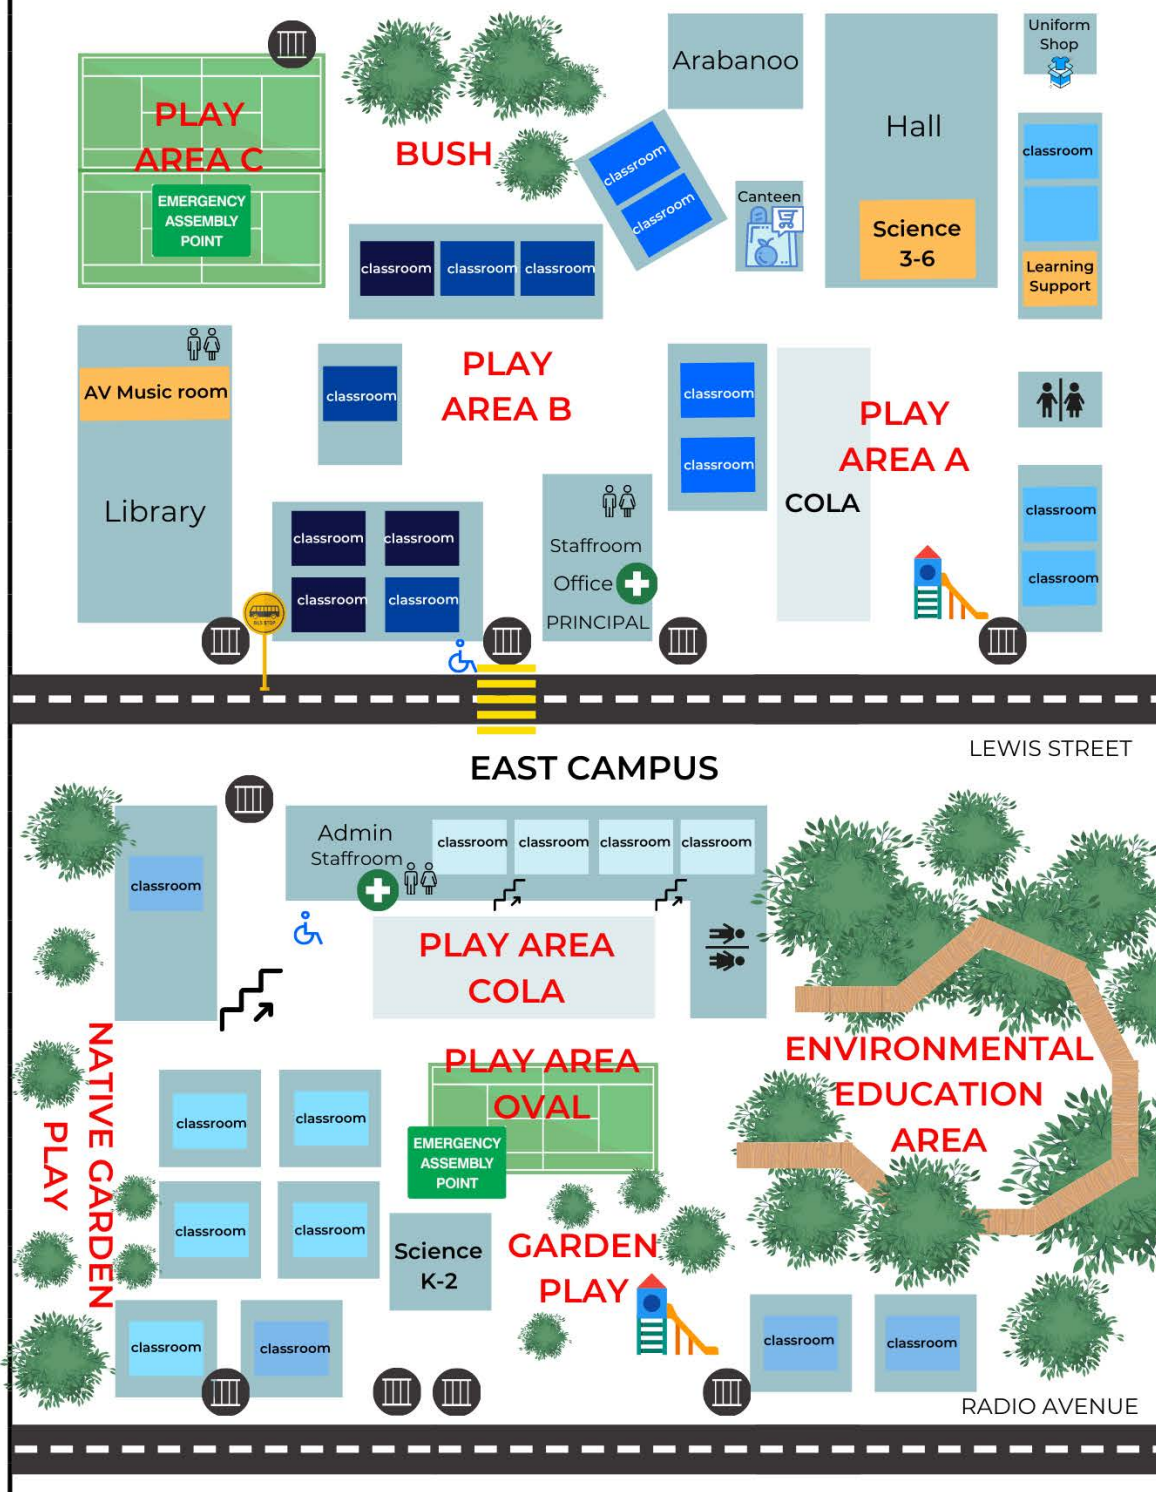 Uniform
Shop
Arabanoo
Hall
PLAY
AREA C
BUSH
classroom
classroom
classroom
Canteen
EMERGENCY
ASSEMBLY
POINT
Science
3-6
Learning
Support
classroom
classroom
classroom
AV Music room
classroom
PLAY
AREA B
classroom
classroom
PLAY
AREA A
Library
COLA
classroom
classroom
classroom
classroom
classroom
classroom
Staffroom
Office
PRINCIPAL
classroom
BUS STOP
LEWIS STREET
EAST CAMPUS
Admin
Staffroom
classroom
classroom
classroom
classroom
classroom
PLAY AREA
COLA
NATIVE GARDEN
PLAY
PLAY AREA
OVAL
EMERGENCY
ASSEMBLY
POINT
ENVIRONMENTAL
EDUCATION
AREA
classroom
classroom
classroom
classroom
Science
K-2
GARDEN
PLAY
classroom
classroom
classroom
classroom
RADIO AVENUE